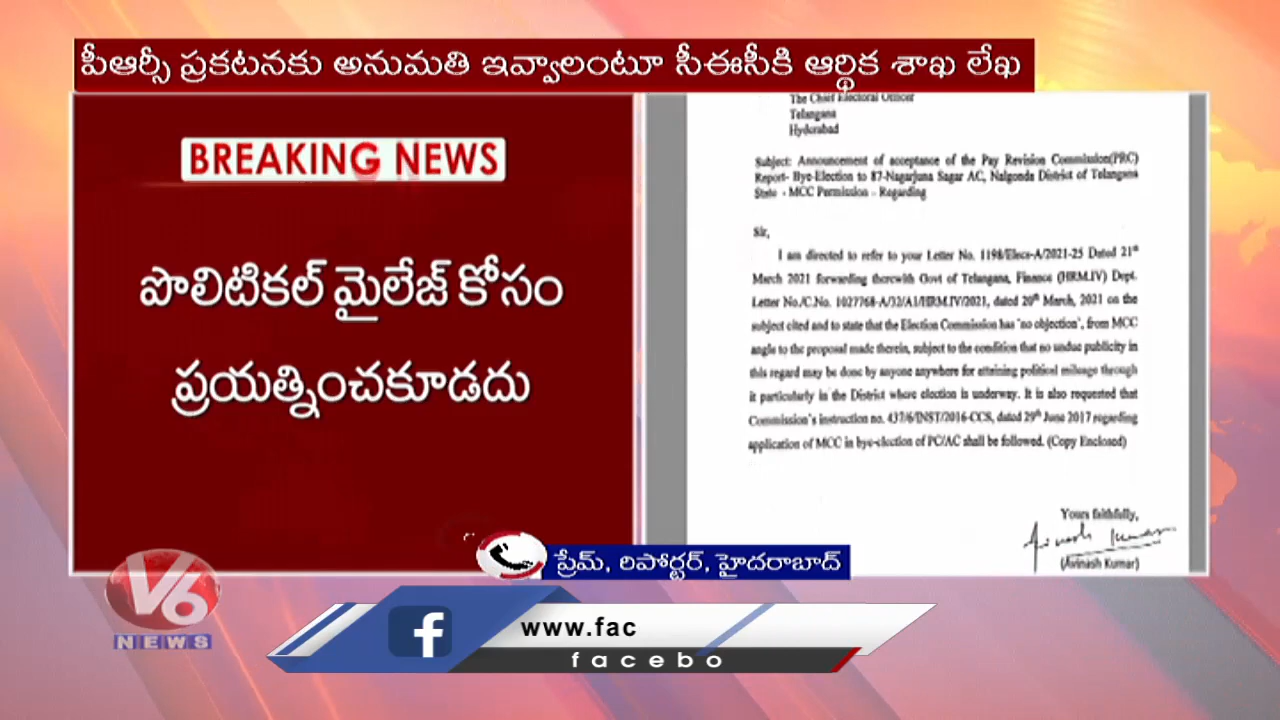 పీఆర్సీ ప్రకటనకు అనుమతి ఇవ్వాలంటూ సీఈసీకి ఆర్థిక శాఖ లేఖ
BREAKING NEWS
పొలిటికల్ మైలేజ్ కోసం
ప్రయత్నించకూడదు
The Chief Electoral Officer
Telangana
Hyderabad
Subject: Announcement of acceptance of the Pay Revision Commission(PRC)
Report- Bye-Election to 87-Nagarjuna Sagar AC, Nalgonda District of Telangana
State - MCC Permission - Regarding
Sir,
I am directed to refer to your Letter No. 1198/Elecs-A/2021-25 Dated 21st
March 2021 forwarding therewith Govt of Telangana, Finance (HRM.IV) Dept.
Letter No./C.No. 1027768-A/32/A1/HRM.IV/2021, dated 20th March, 2021 on the
subject cited and to state that the Election Commission has 'no objection', from MCC
angle to the proposal made therein, subject to the condition that no undue publicity in
this regard may be done by anyone anywhere for attaining political mileage through
it particularly in the District where election is underway. It is also requested that
Commission's instruction no. 437/6/INST/2016-CCS, dated 29th June 2017 regarding
application of MCC in bye-election of PC/AC shall be followed. (Copy Enclosed)
Yours faithfully,
Avinash Kumar
(Avinash Kumar)
ప్రేమ్, రిపోర్టర్, హైదరాబాద్
V6
NEWS
f
www.fac
facebo